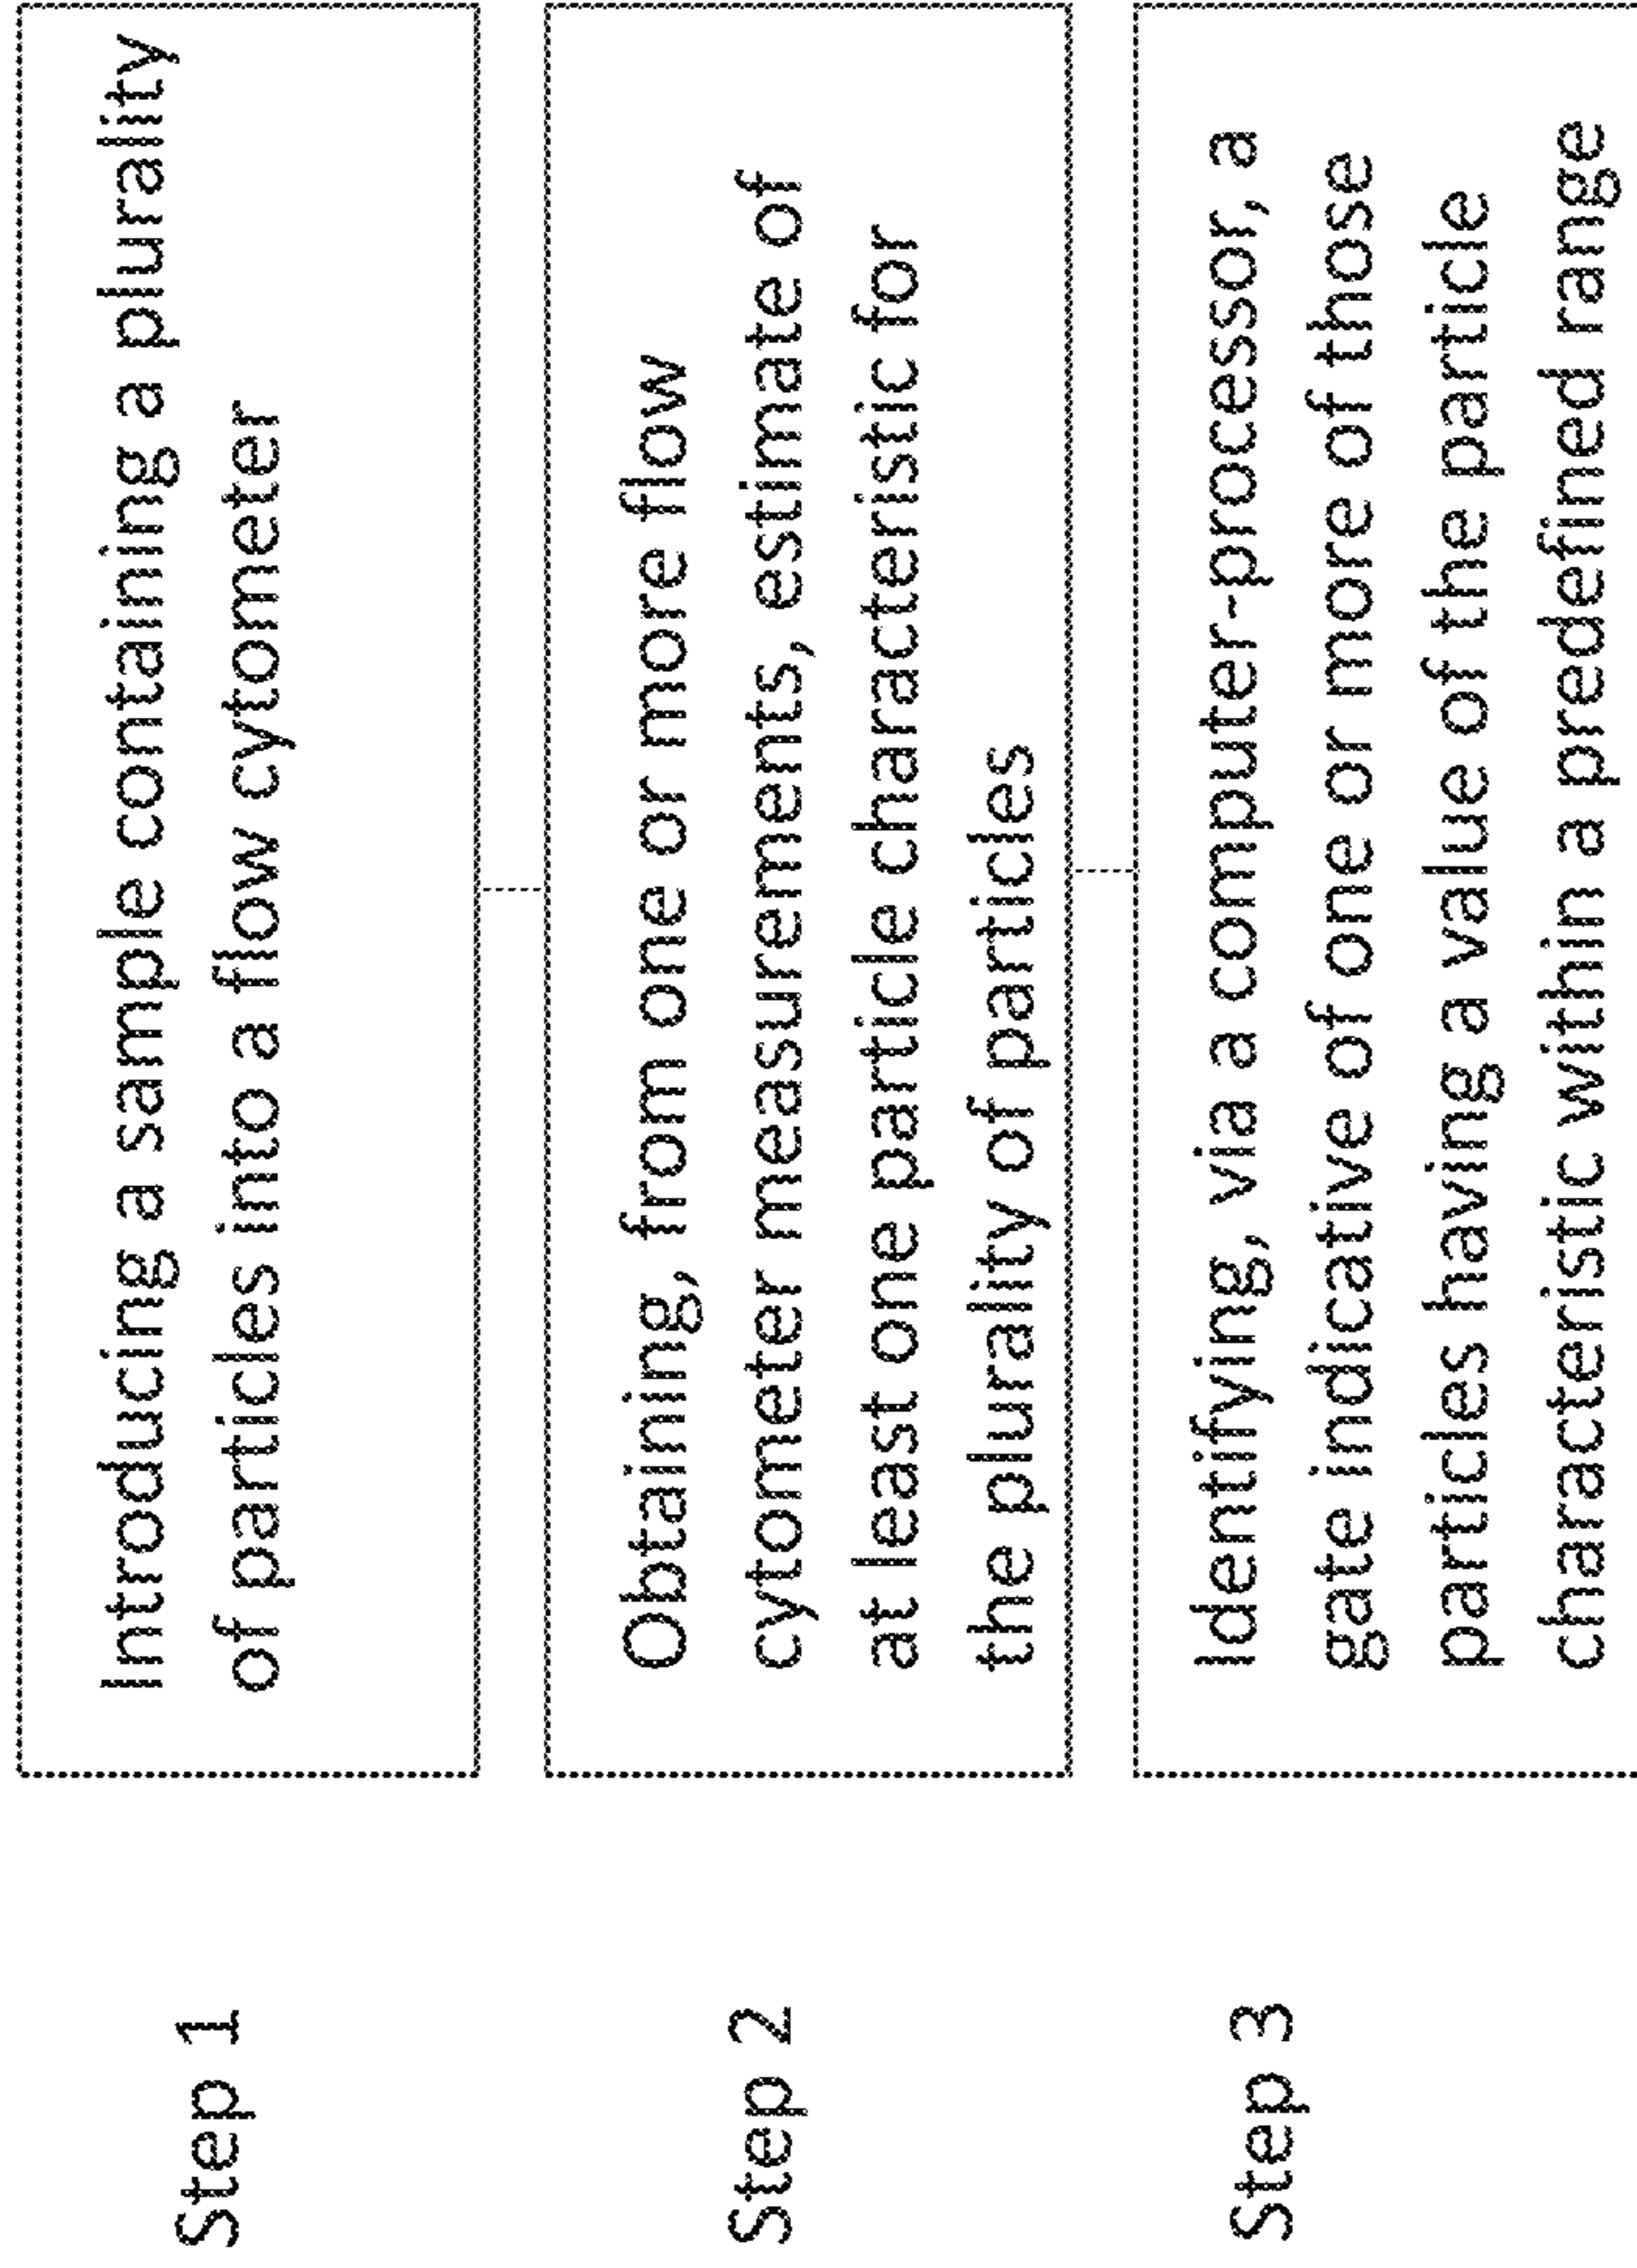 Step 1
Introducing a sample containing a plurality
of particles into a flow cytometer
Step 2
Obtaining, from one or more flow
cytometer measurements, estimate of
at least one particle characteristic for
the plurality of particles
Step 3
Identifying, via a computer-processor, a
gate indicative of one or more of those
particles having a value of the particle
characteristic within a predefined range